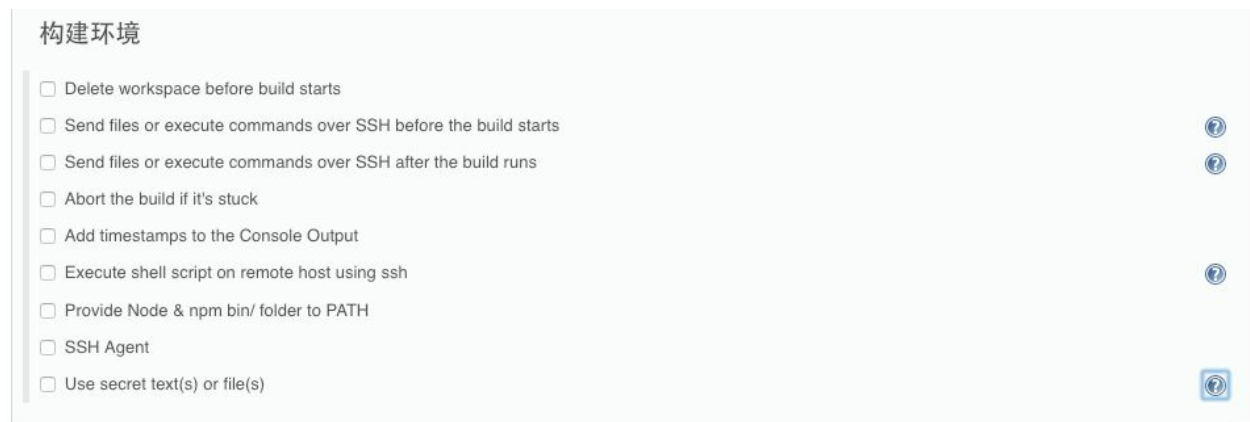 构建环境
Delete workspace before build starts
Send files or execute commands over SSH before the build starts
Send files or execute commands over SSH after the build runs
Abort the build if it's stuck
Add timestamps to the Console Output
Execute shell script on remote host using ssh
Provide Node & npm bin/ folder to PATH
SSH Agent
Use secret text(s) or file(s)